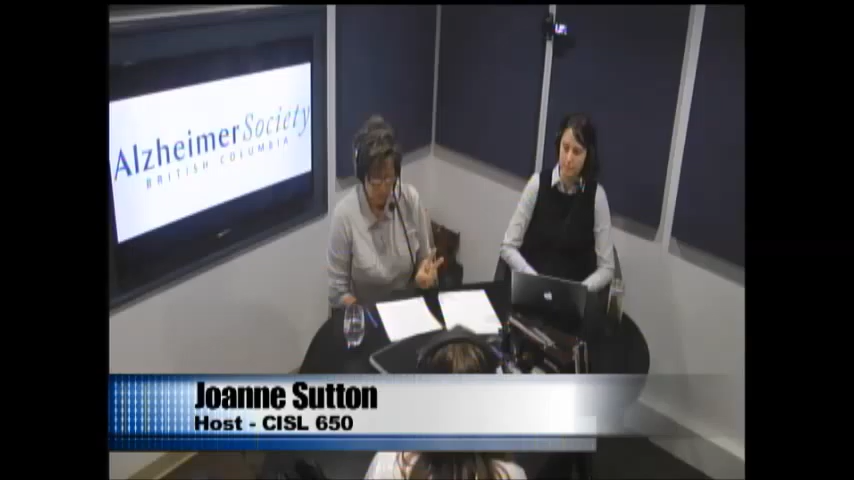 Alzheimer Society
BRITISH COLUMBIA
Joanne Sutton
Host - CISL 650